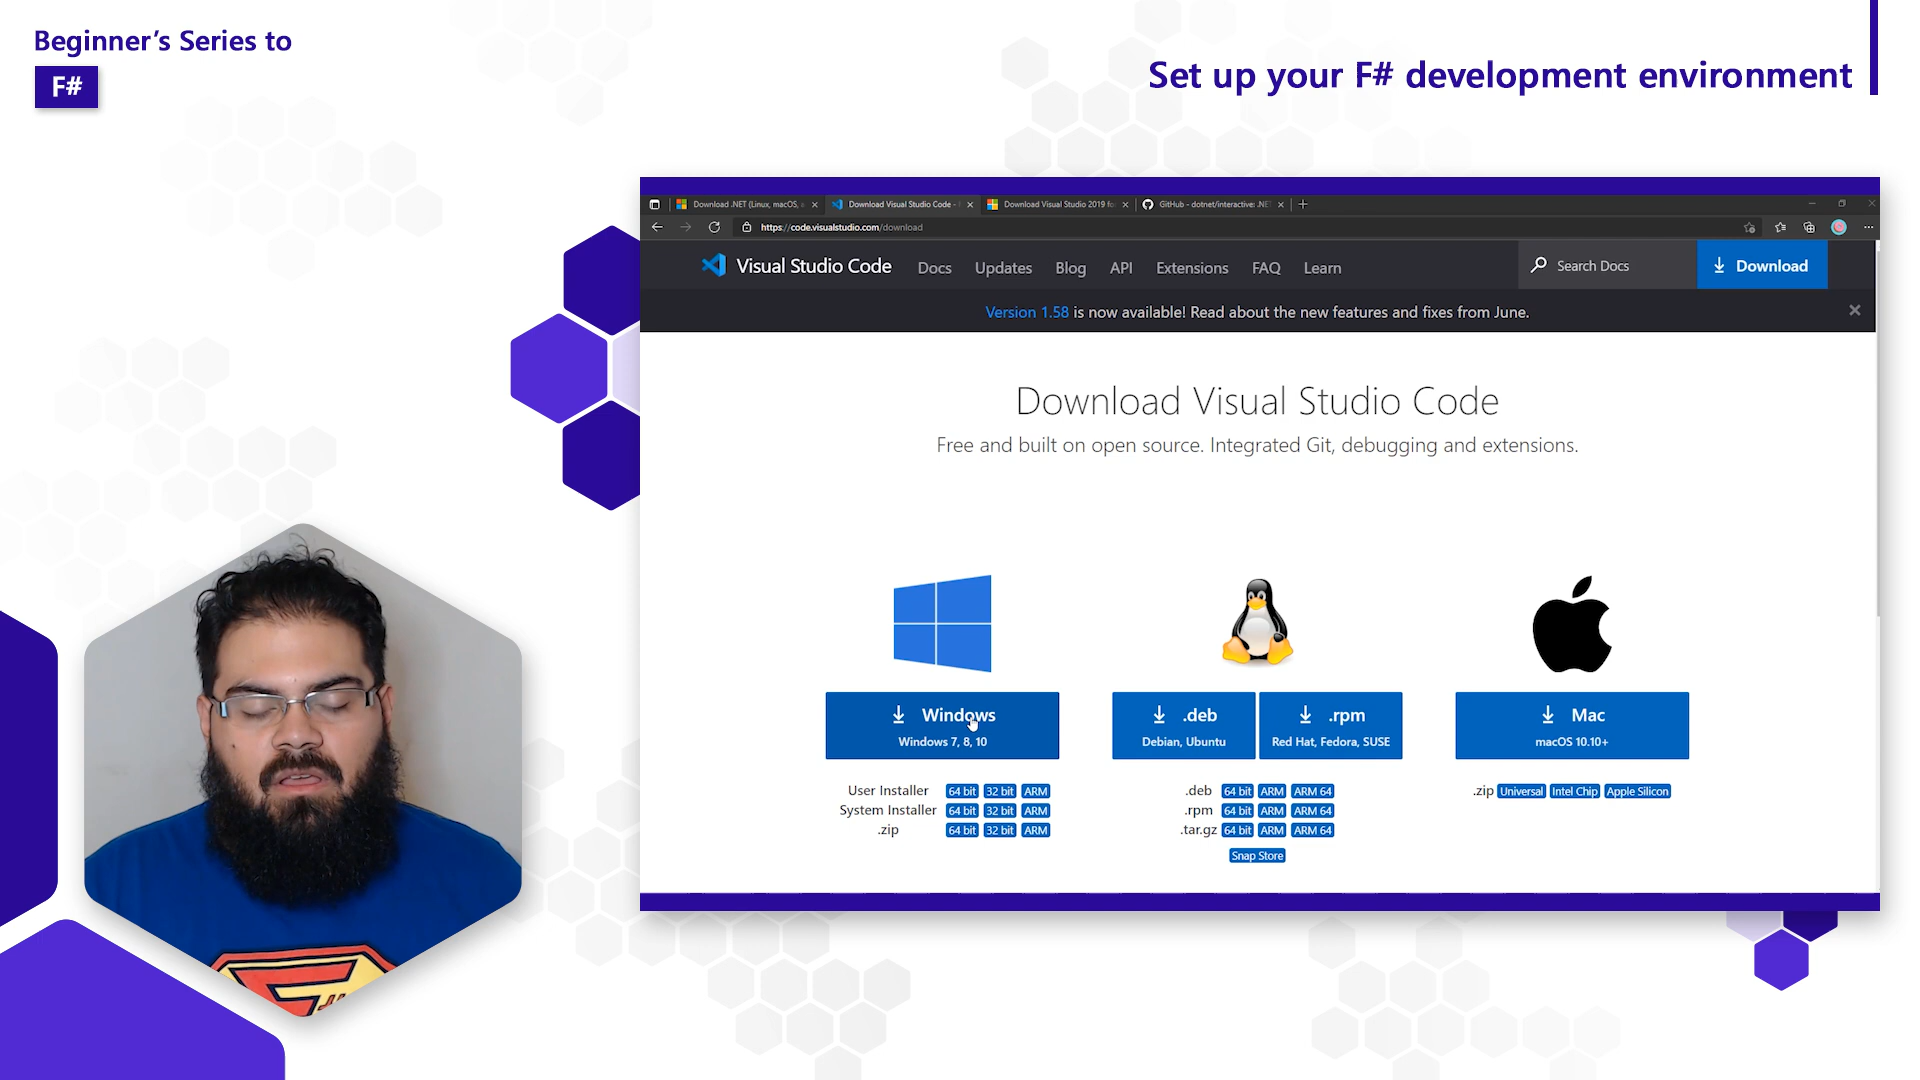 Beginner's Series to
F#
Set up your F# development environment
Download .NET (Linux, macOS, a
Download Visual Studio Code -
Download Visual Studio 2019 fo
GitHub - dotnet/interactive: .NET
https://code.visualstudio.com/download
Visual Studio Code
Docs
Updates
Blog
API
Extensions
FAQ
Learn
Search Docs
Download
Version 1.58 is now available! Read about the new features and fixes from June.
Download Visual Studio Code
Free and built on open source. Integrated Git, debugging and extensions.
Windows
Windows 7, 8, 10
.deb
Debian, Ubuntu
.rpm
Red Hat, Fedora, SUSE
Mac
macOS 10.10+
User Installer 64 bit 32 bit ARM
System Installer 64 bit 32 bit ARM
.zip 64 bit 32 bit ARM
.deb 64 bit ARM ARM 64
.rpm 64 bit ARM ARM 64
.tar.gz 64 bit ARM ARM 64
Snap Store
.zip Universal Intel Chip Apple Silicon